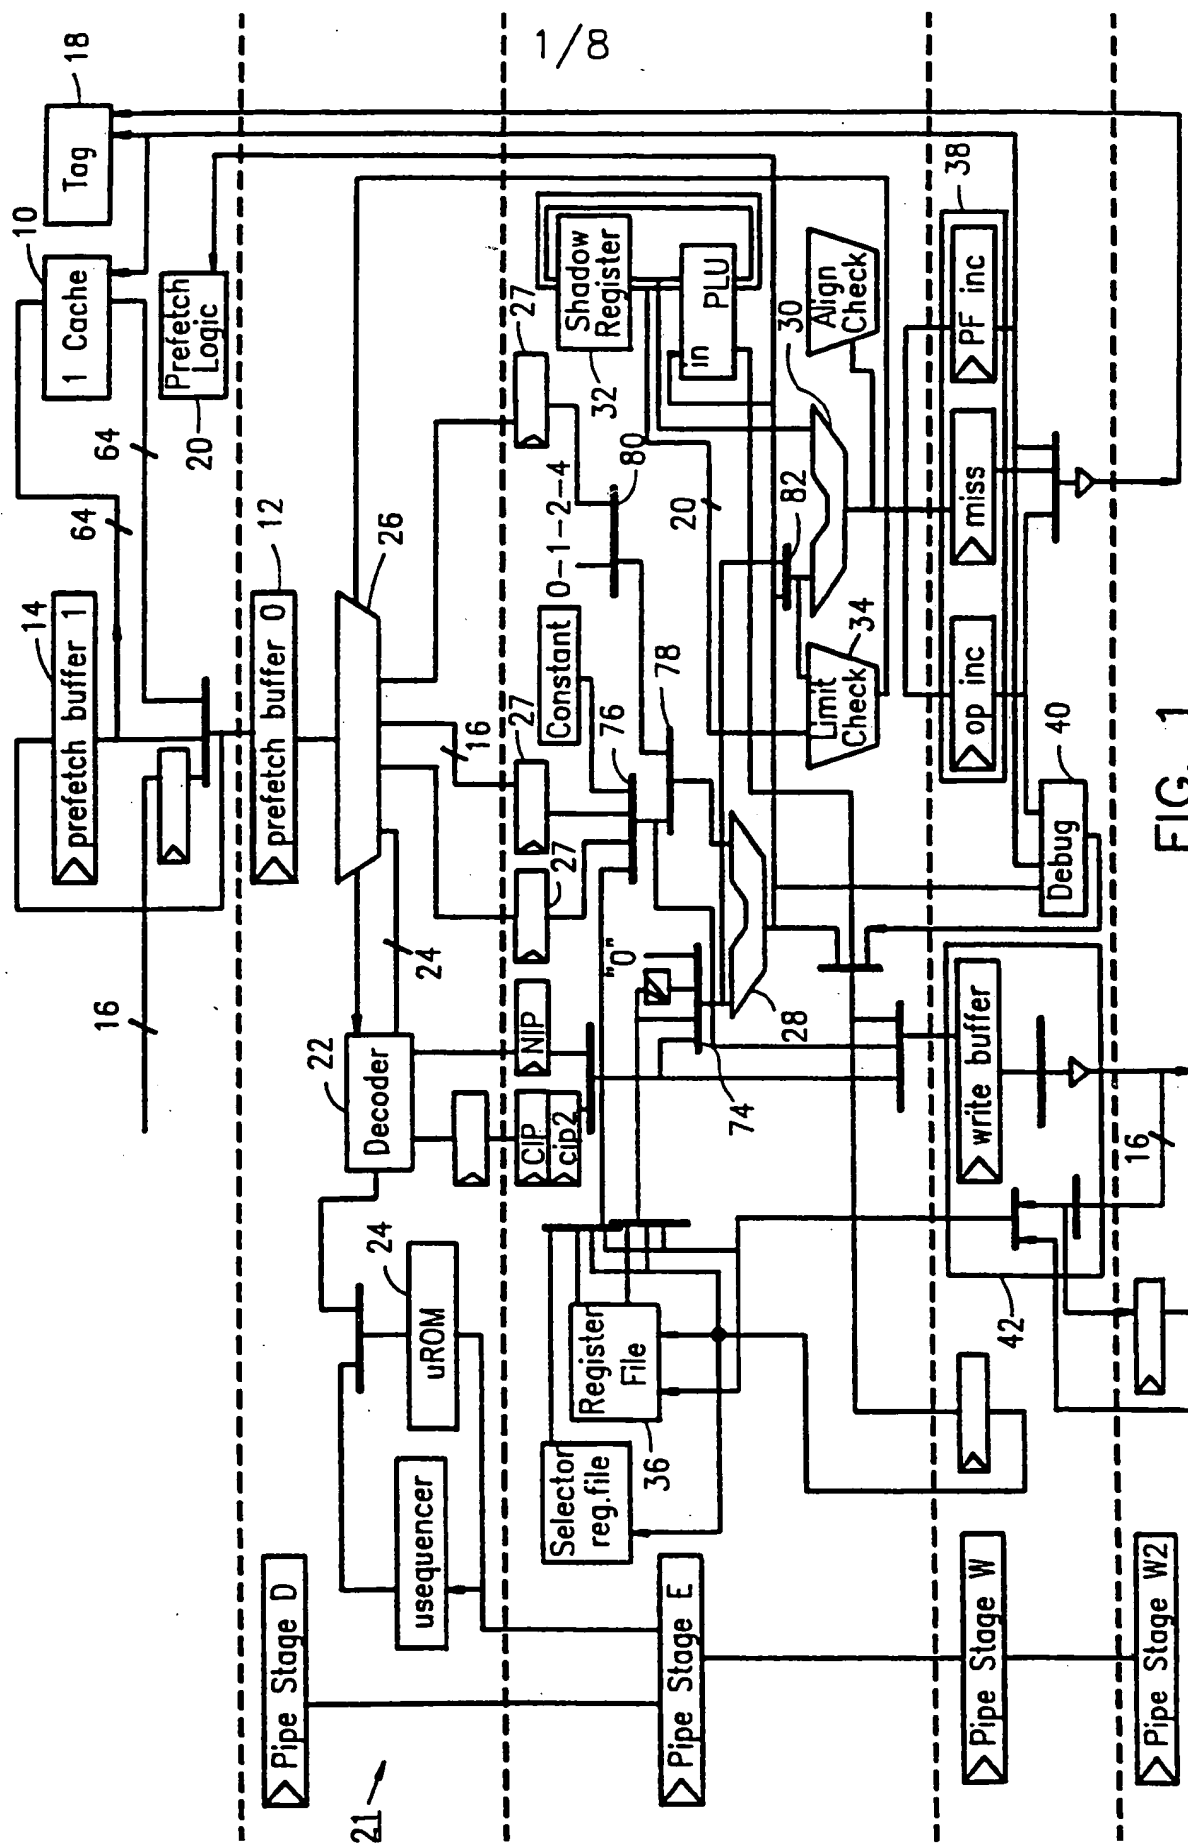 1/8
21
Pipe Stage D
Pipe Stage E
Pipe Stage W
Pipe Stage W2
16
14
prefetch buffer 1
64
64
10
1 Cache
18
Tag
Prefetch
Logic
20
12
prefetch buffer 0
26
22
Decoder
24
16
24
uROM
usequencer
CIP
cip2
NIP
27
27
27
Constant
0-1-2-4
80
76
78
"0"
74
28
Selector
reg.file
Register
File
36
Shadow
Register
32
in
PLU
20
82
30
Limit
Check
34
Align
Check
38
op inc
miss
PF inc
40
Debug
write buffer
16
42
FIG. 1